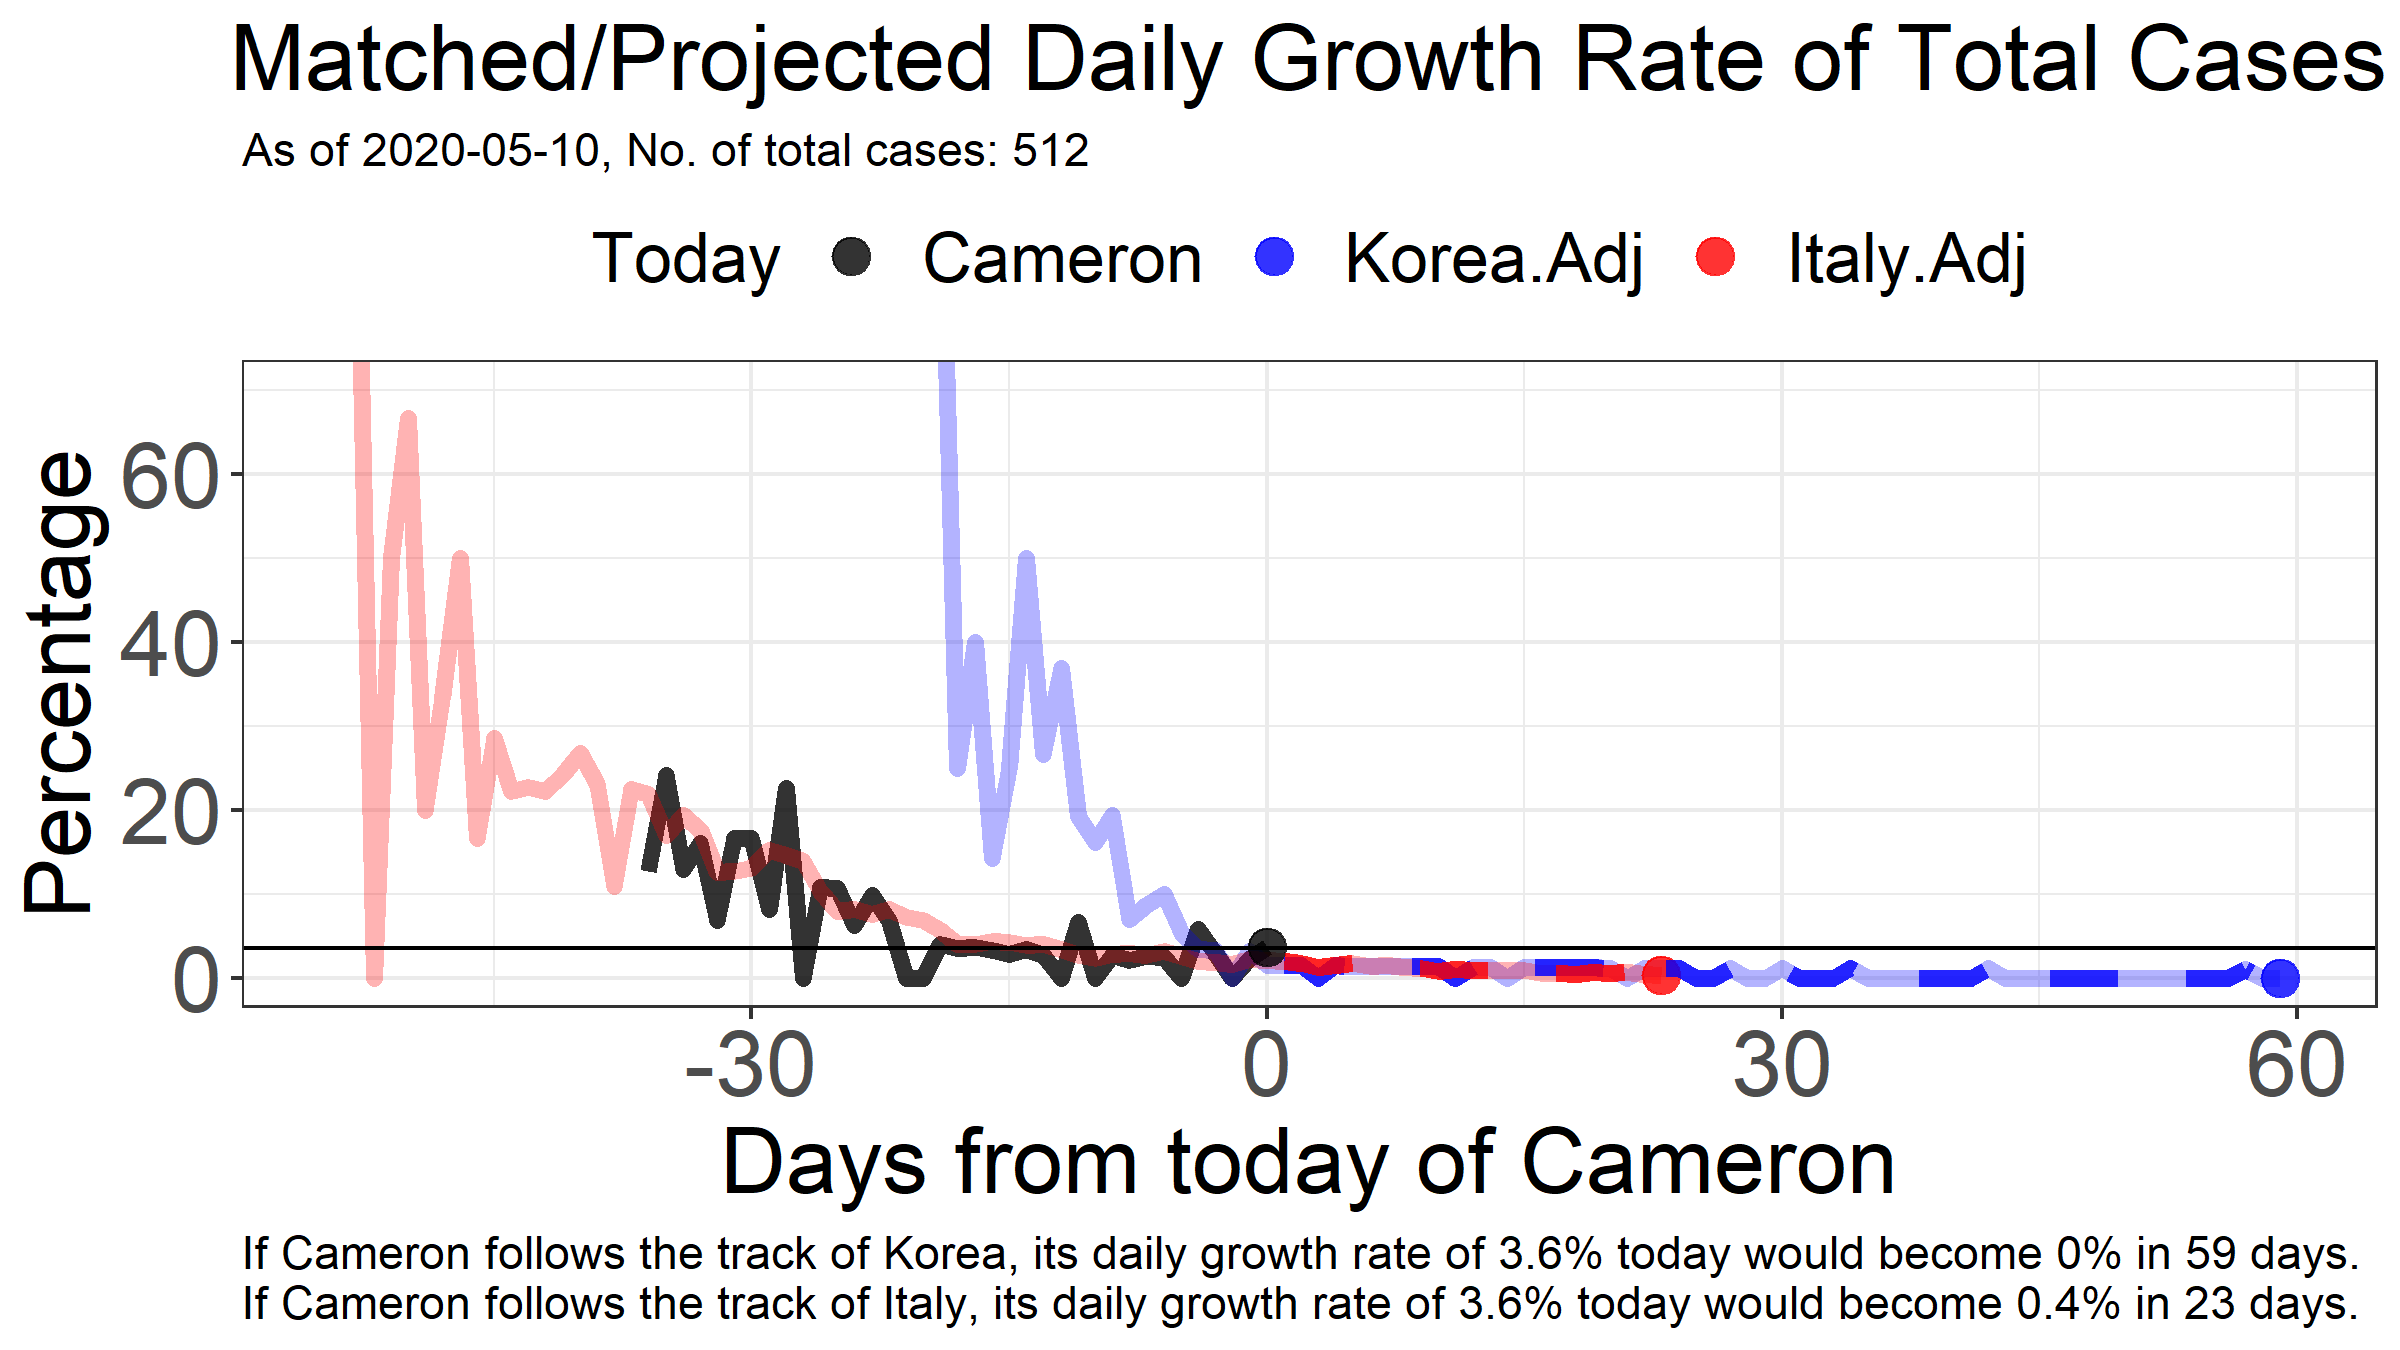 Matched/Projected Daily Growth Rate of Total Cases
As of 2020-05-10, No. of total cases: 512
Today Cameron Korea.Adj Italy.Adj
Percentage
60
40
20
0
-30 0 30 60
Days from today of Cameron
If Cameron follows the track of Korea, its daily growth rate of 3.6% today would become 0% in 59 days.
If Cameron follows the track of Italy, its daily growth rate of 3.6% today would become 0.4% in 23 days.